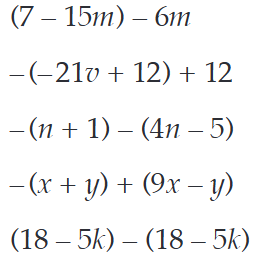 (7 – 15m) – 6m
–(–21v + 12) + 12
–(n + 1) – (4n – 5)
–(x + y) + (9x – y)
(18 – 5k) – (18 – 5k)